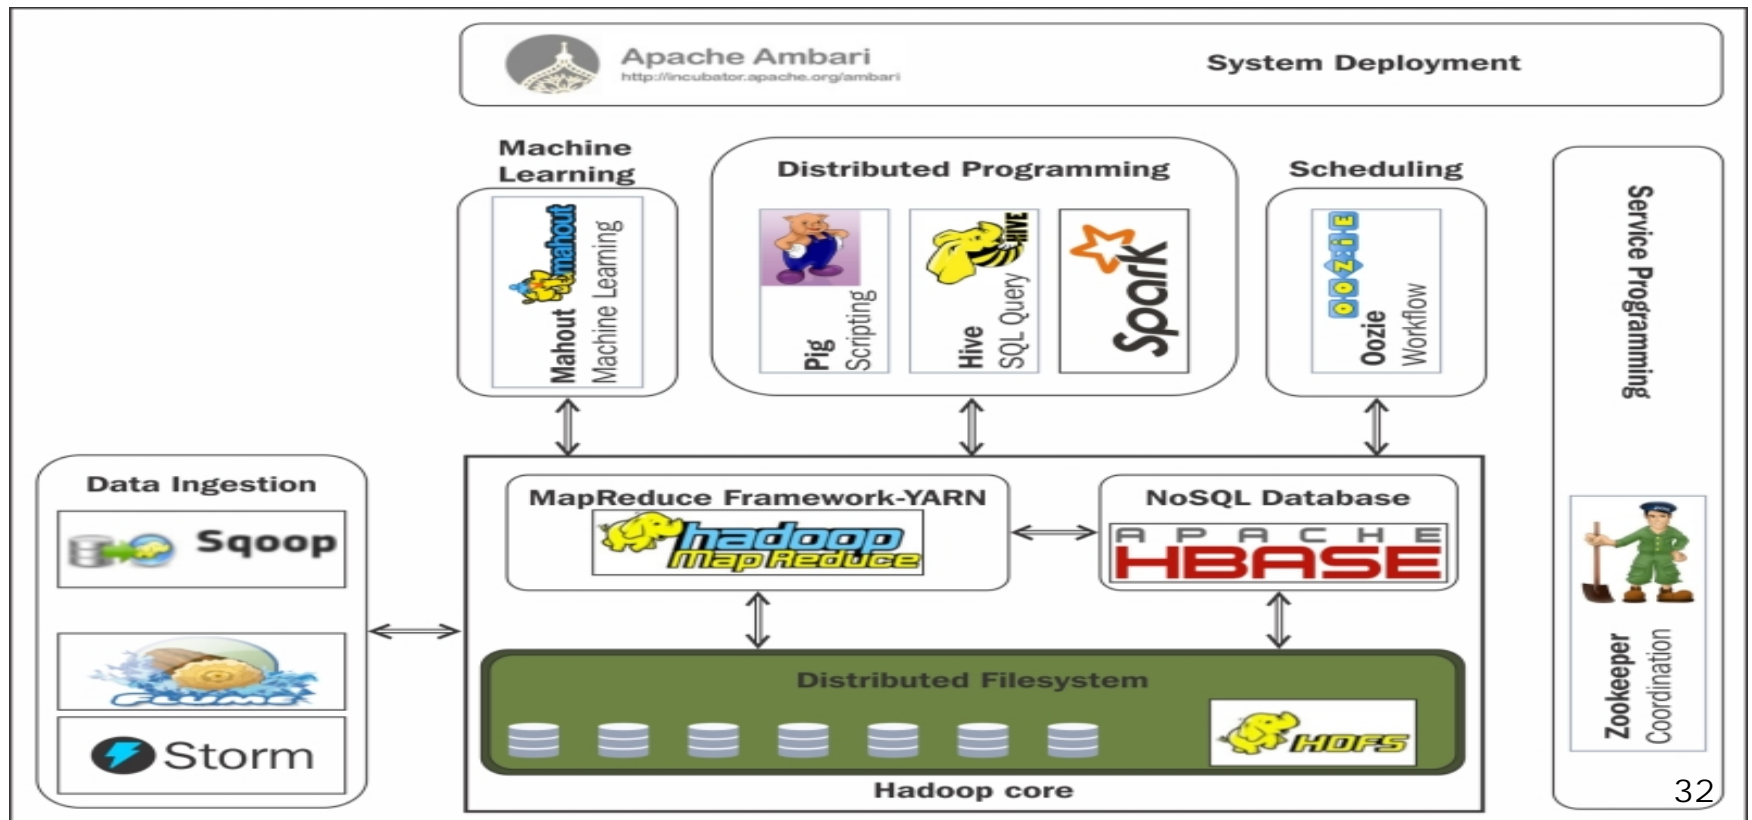 Apache Ambari
http://incubator.apache.org/ambari
System Deployment
Machine
Learning
mahout
Mahout
Machine Learning
Distributed Programming
Pig
Scripting
HIVE
Hive
SQL Query
Spark
Scheduling
OOZIE
Oozie
Workflow
Service Programming
Zookeeper
Coordination
Data Ingestion
Sqoop
FLUME
Storm
MapReduce Framework-YARN
hadoop
Map Reduce
NoSQL Database
APACHE
HBASE
Distributed Filesystem
HDFS
Hadoop core
32